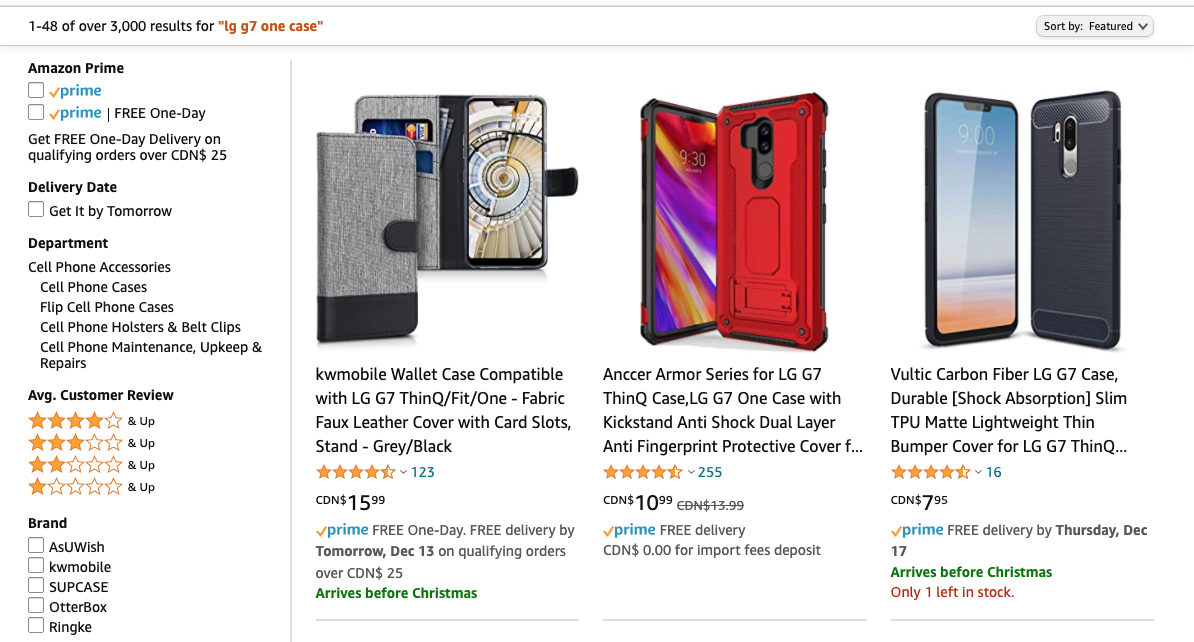 1-48 of over 3,000 results for "lg g7 one case"
Sort by: Featured
Amazon Prime
prime
prime | FREE One-Day
Get FREE One-Day Delivery on
qualifying orders over CDN$ 25
Delivery Date
Get It by Tomorrow
Department
Cell Phone Accessories
Cell Phone Cases
Flip Cell Phone Cases
Cell Phone Holsters & Belt Clips
Cell Phone Maintenance, Upkeep &
Repairs
Avg. Customer Review
& Up
& Up
& Up
& Up
Brand
AsUWish
kwmobile
SUPCASE
OtterBox
Ringke
VISA
kwmobile Wallet Case Compatible
with LG G7 ThinQ/Fit/One - Fabric
Faux Leather Cover with Card Slots,
Stand - Grey/Black
123
CDN$15.99
prime FREE One-Day. FREE delivery by
Tomorrow, Dec 13 on qualifying orders
over CDN$ 25
Arrives before Christmas
09:30
Anccer Armor Series for LG G7
ThinQ Case,LG G7 One Case with
Kickstand Anti Shock Dual Layer
Anti Fingerprint Protective Cover f...
255
CDN$10.99 CDN$13.99
prime FREE delivery
CDN$ 0.00 for import fees deposit
9:00
Vultic Carbon Fiber LG G7 Case,
Durable [Shock Absorption] Slim
TPU Matte Lightweight Thin
Bumper Cover for LG G7 ThinQ...
16
CDN$7.95
prime FREE delivery by Thursday, Dec
17
Arrives before Christmas
Only 1 left in stock.